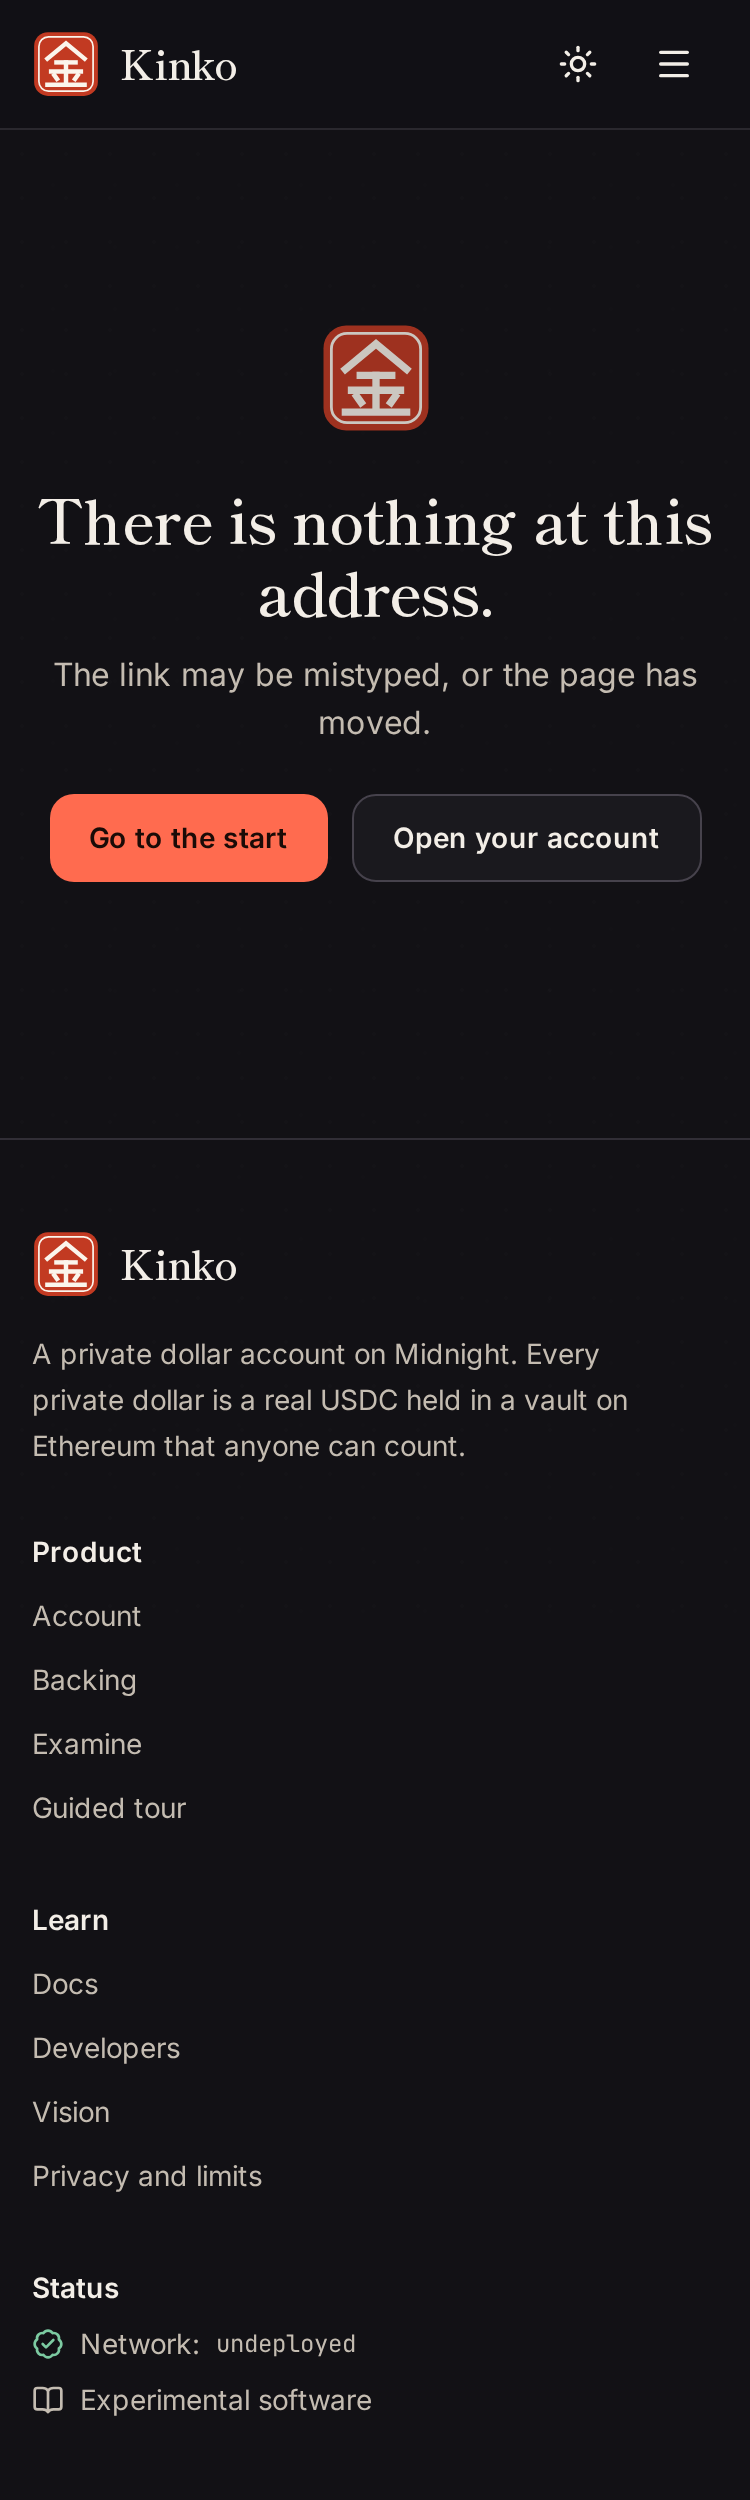 金 Kinko
金
There is nothing at this
address.
The link may be mistyped, or the page has
moved.
Go to the start
Open your account
金 Kinko
A private dollar account on Midnight. Every
private dollar is a real USDC held in a vault on
Ethereum that anyone can count.
Product
Account
Backing
Examine
Guided tour
Learn
Docs
Developers
Vision
Privacy and limits
Status
Network: undeployed
Experimental software